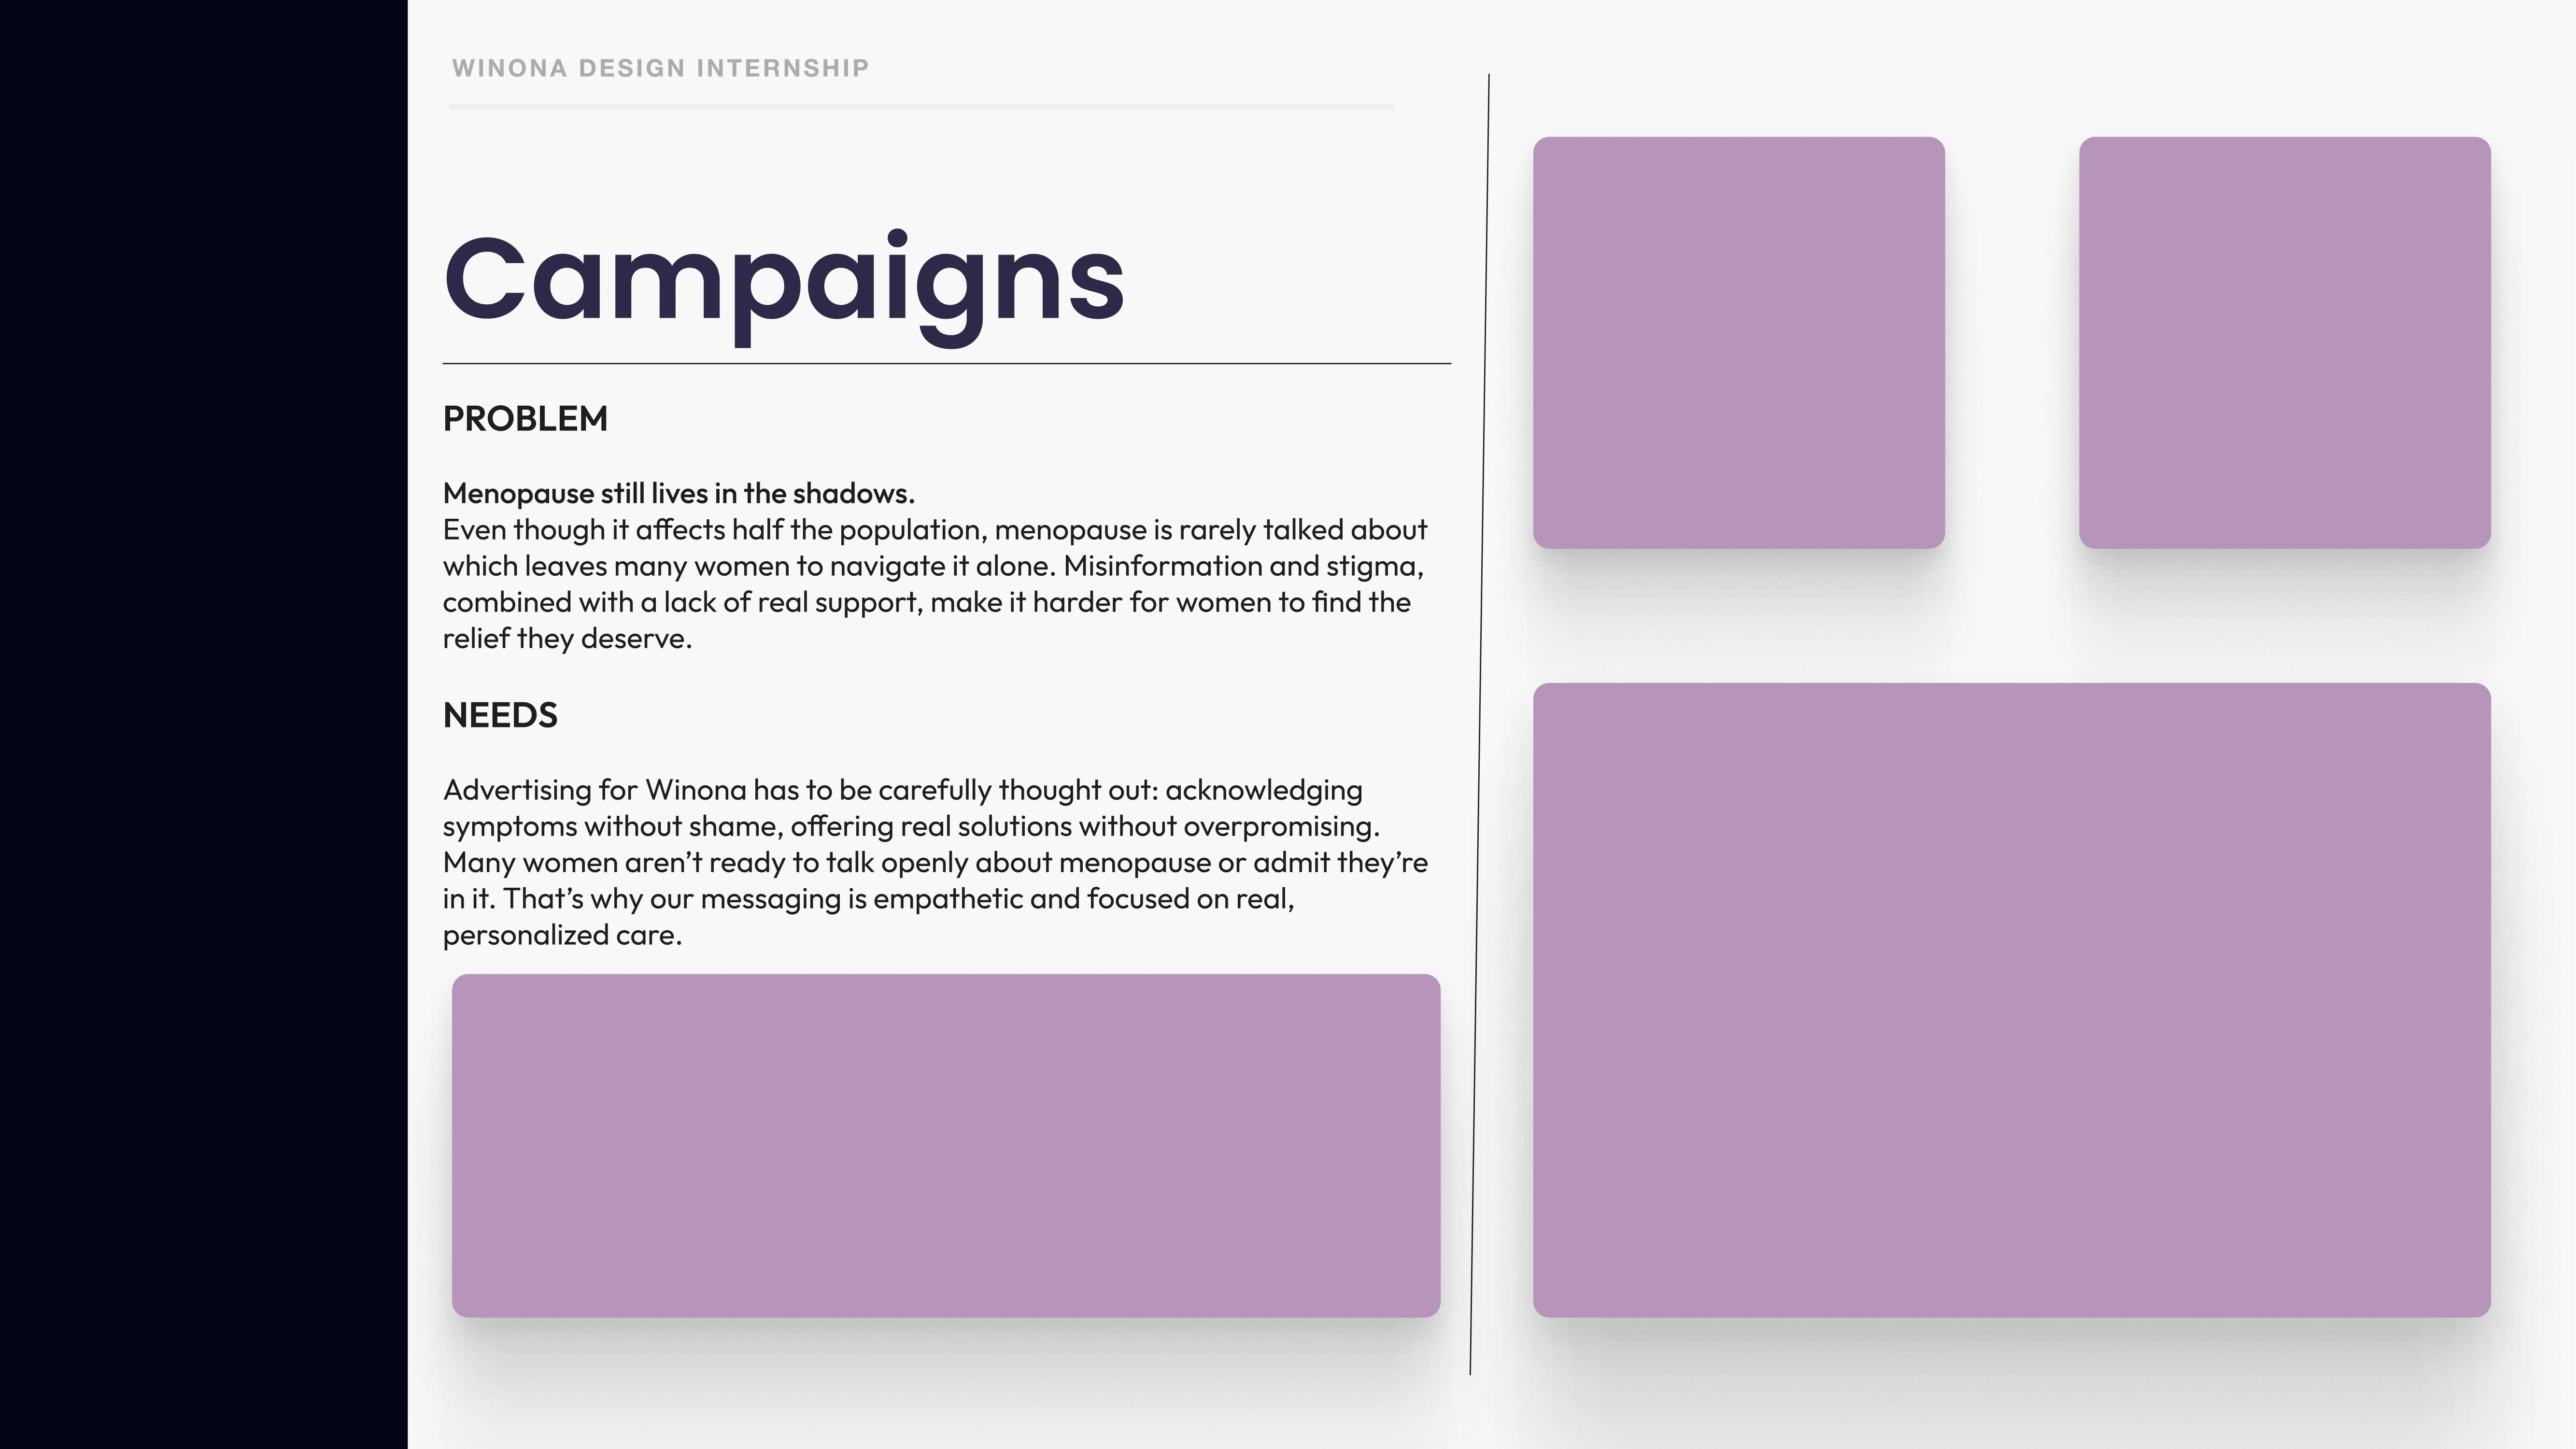 WINONA DESIGN INTERNSHIP
Campaigns
PROBLEM
Menopause still lives in the shadows.
Even though it affects half the population, menopause is rarely talked about
which leaves many women to navigate it alone. Misinformation and stigma,
combined with a lack of real support, make it harder for women to find the
relief they deserve.
NEEDS
Advertising for Winona has to be carefully thought out: acknowledging
symptoms without shame, offering real solutions without overpromising.
Many women aren’t ready to talk openly about menopause or admit they’re
in it. That’s why our messaging is empathetic and focused on real,
personalized care.